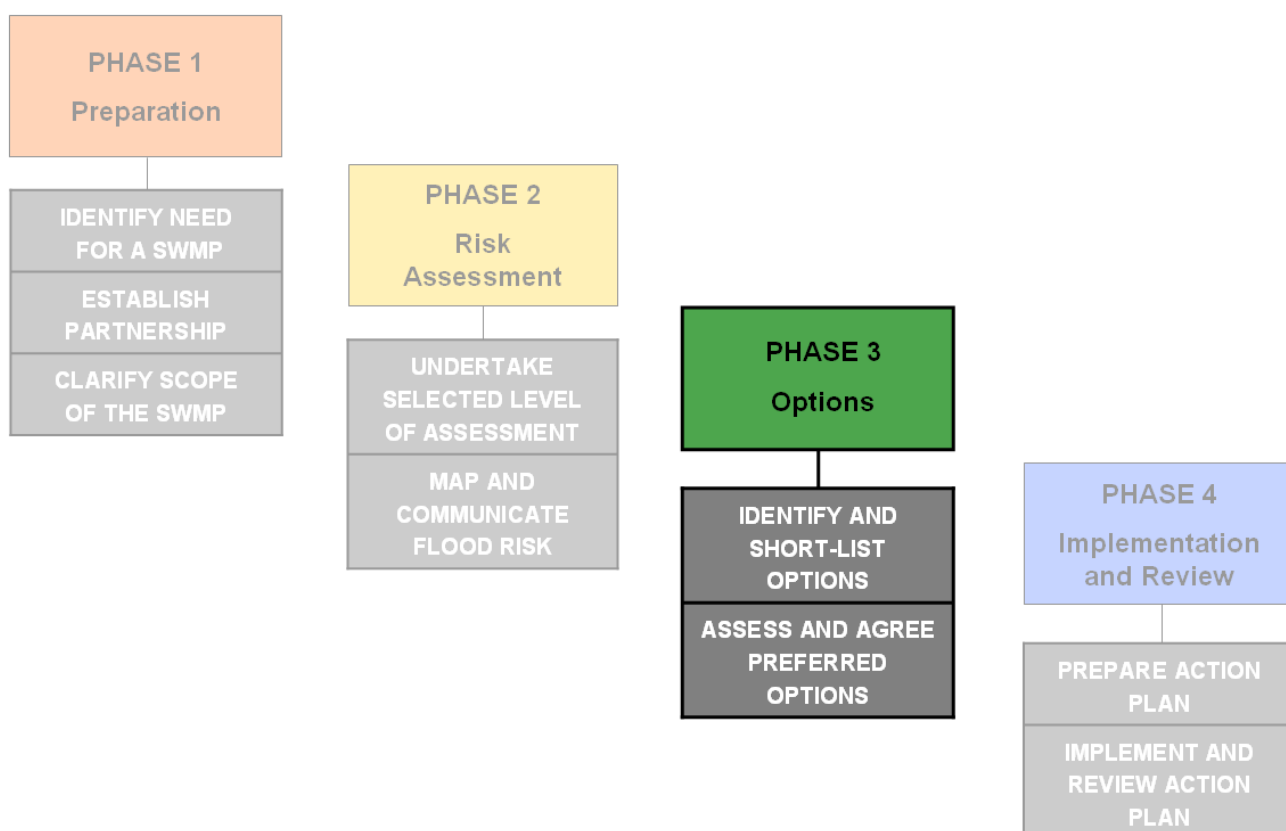 PHASE 1
Preparation
IDENTIFY NEED
FOR A SWMP
ESTABLISH
PARTNERSHIP
CLARIFY SCOPE
OF THE SWMP
PHASE 2
Risk
Assessment
UNDERTAKE
SELECTED LEVEL
OF ASSESSMENT
MAP AND
COMMUNICATE
FLOOD RISK
PHASE 3
Options
IDENTIFY AND
SHORT-LIST
OPTIONS
ASSESS AND AGREE
PREFERRED
OPTIONS
PHASE 4
Implementation
and Review
PREPARE ACTION
PLAN
IMPLEMENT AND
REVIEW ACTION
PLAN